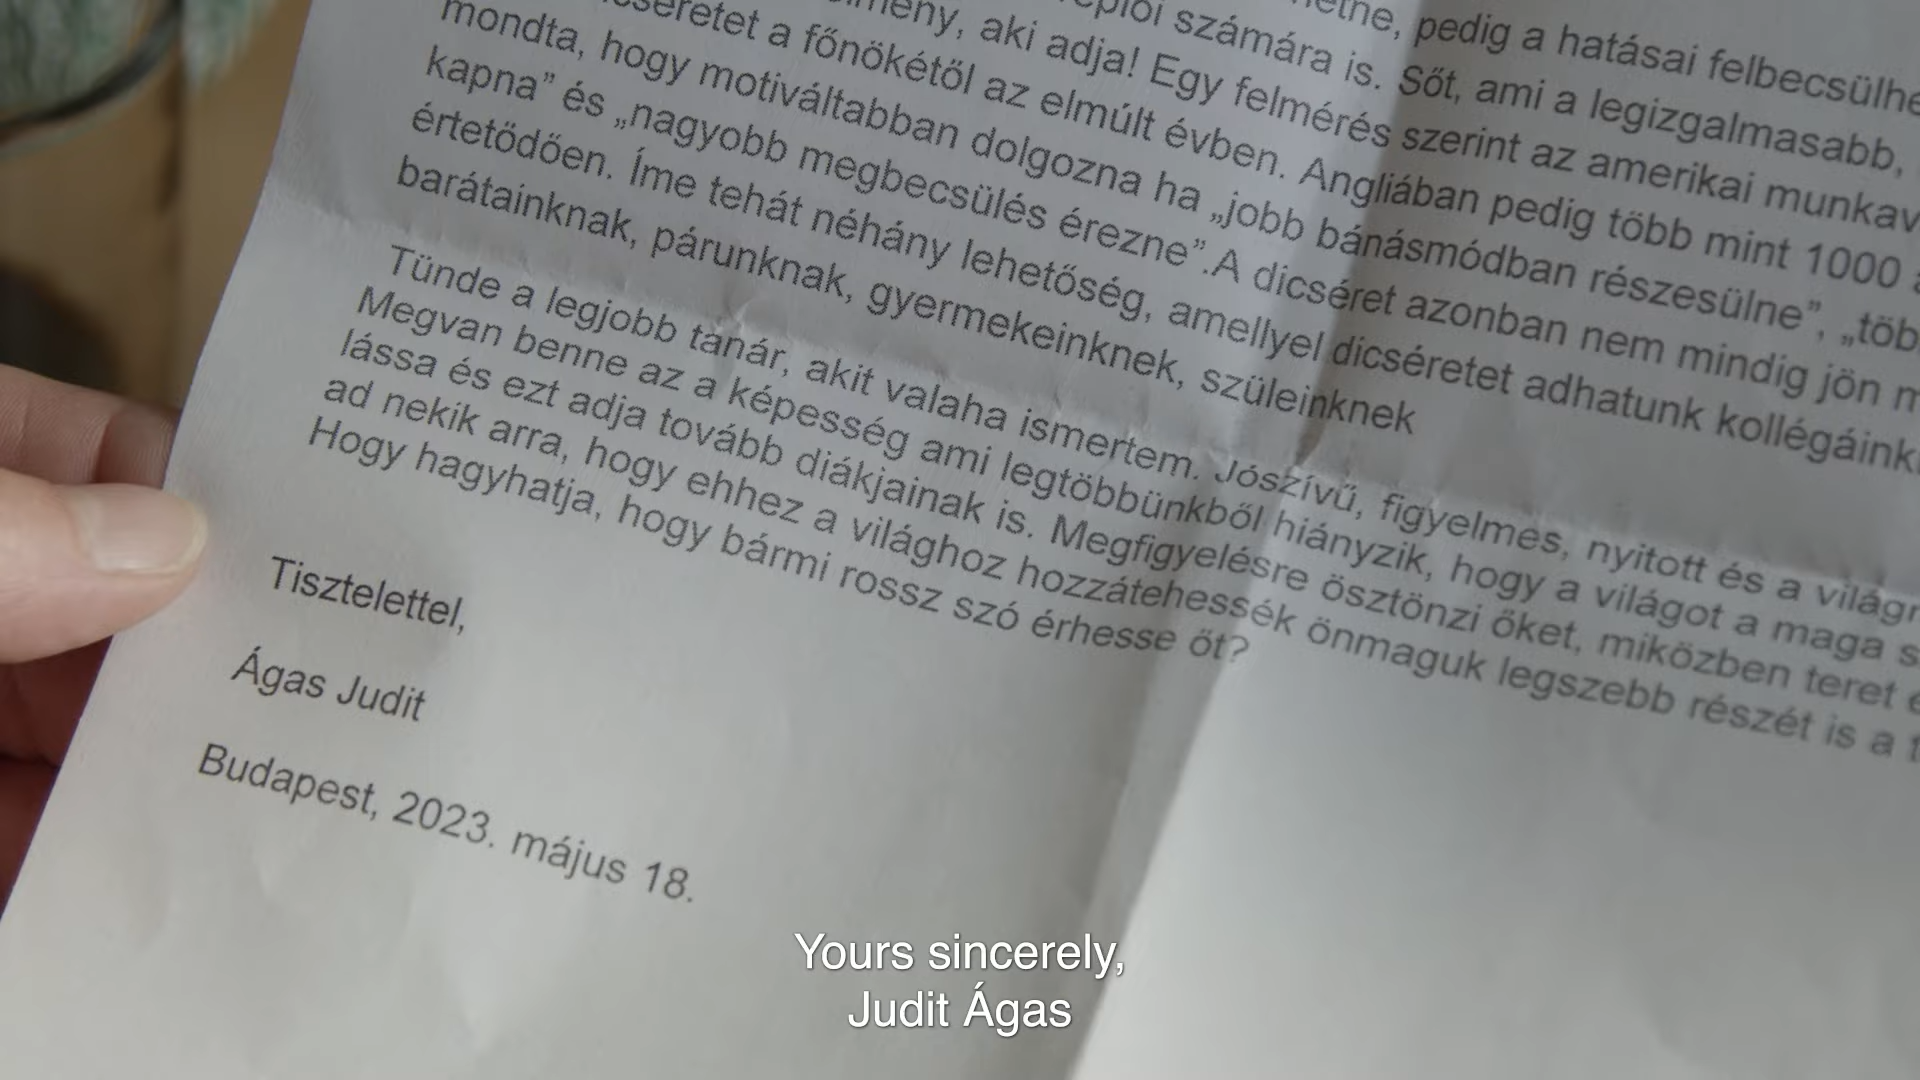 pedig a hatásai felbecsülhe
számára is. Sőt, ami a legizgalmasabb,
aki adja! Egy felmérés szerint az amerikai munkav
a főnökétől az elmúlt évben. Angliában pedig több mint 1000
mondta, hogy motiváltabban dolgozna ha „jobb bánásmódban részesülne”, „töb
kapna” és „nagyobb megbecsülés érezne”.A dicséret azonban nem mindig jön m
értetődően. Íme tehát néhány lehetőség, amellyel dicséretet adhatunk kollégáink
barátainknak, párunknak, gyermekeinknek, szüleinknek
Tünde a legjobb tanár, akit valaha ismertem. Jószívű, figyelmes, nyitott és a világr
Megvan benne az a képesség ami legtöbbünkből hiányzik, hogy a világot a maga s
lássa és ezt adja tovább diákjainak is. Megfigyelésre ösztönzi őket, miközben teret
ad nekik arra, hogy ehhez a világhoz hozzátehessék önmaguk legszebb részét is a
Hogy hagyhatja, hogy bármi rossz szó érhesse őt?
Tisztelettel,
Ágas Judit
Budapest, 2023. május 18.
Yours sincerely,
Judit Ágas